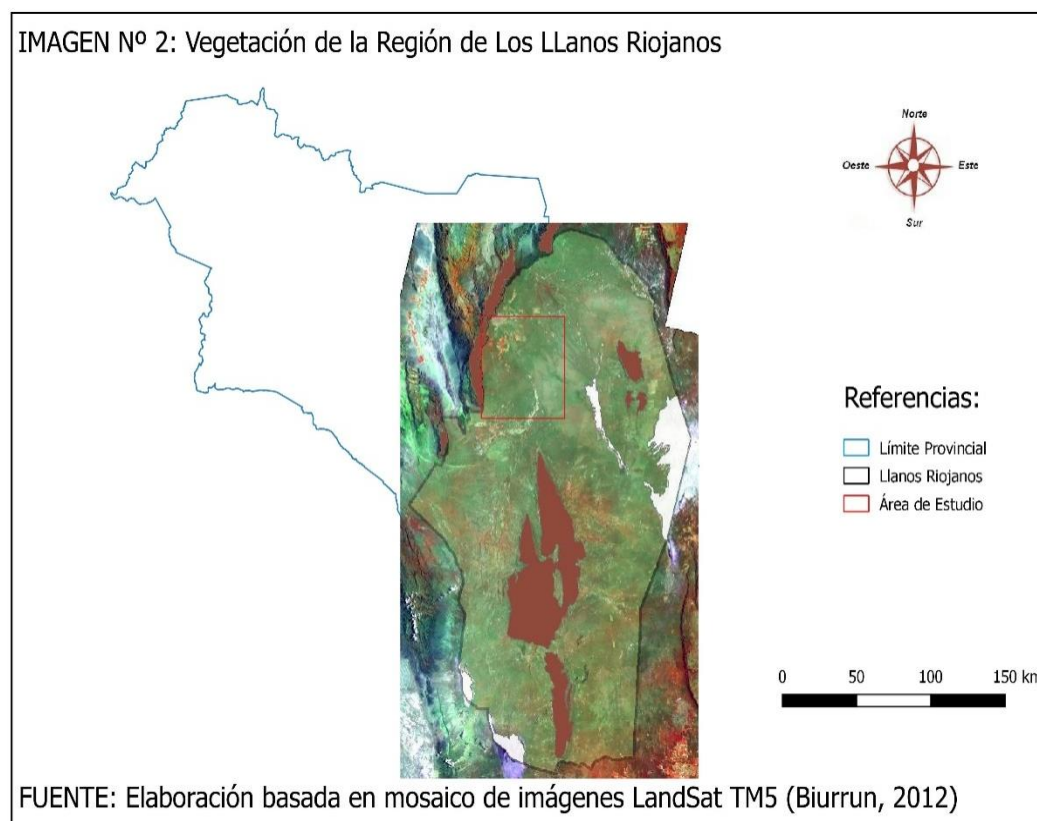 IMAGEN Nº 2: Vegetación de la Región de Los LLanos Riojanos
Norte
Oeste
Este
Sur
Referencias:
Límite Provincial
Llanos Riojanos
Área de Estudio
0 50 100 150 km
FUENTE: Elaboración basada en mosaico de imágenes LandSat TM5 (Biurrun, 2012)